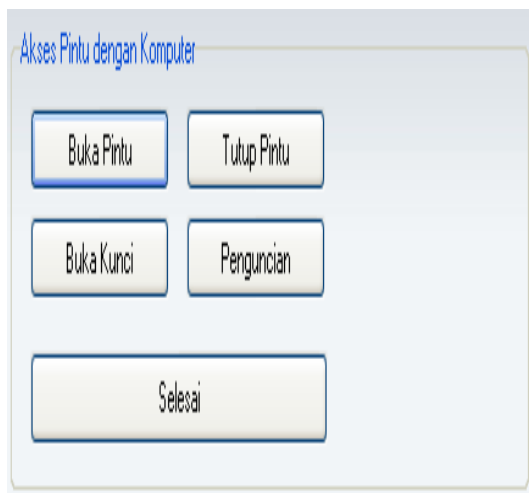 Akses Pintu dengan Komputer
Buka Pintu Tutup Pintu
Buka Kunci Penguncian
Selesai